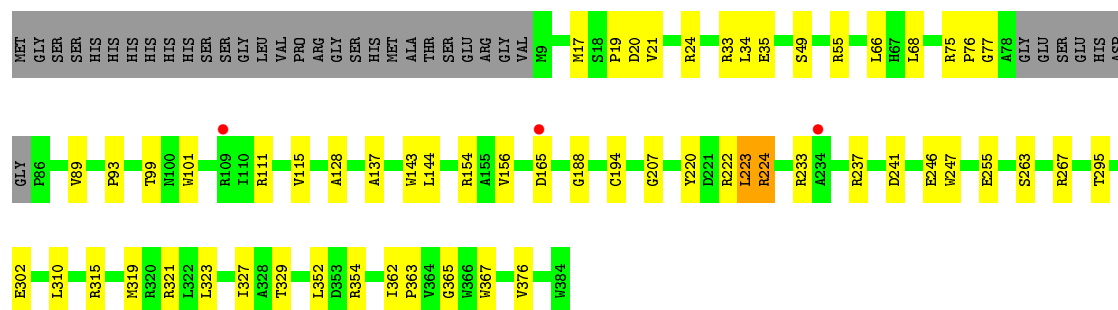 MET GLY SER SER HIS HIS HIS HIS HIS HIS SER SER GLY LEU VAL PRO ARG GLY SER HIS MET ALA THR SER GLU ARG GLY VAL M9 M17 S18 P19 D20 V21 R24 R33 L34 E35 S49 R55 L66 H67 L68 R75 P76 G77 A78 GLY GLU SER GLU HIS AR
GLY P86 V89 P93 T99 N100 W101 R109 I110 R111 V115 A128 A137 W143 L144 R154 A155 V156 D165 G188 C194 G207 Y220 D221 R222 L223 R224 R233 A234 R237 D241 E246 W247 E255 S263 R267 T295
E302 L310 R315 M319 R320 R321 L322 L323 I327 A328 T329 L352 D353 R354 I362 P363 V364 G365 W366 W367 V376 W384